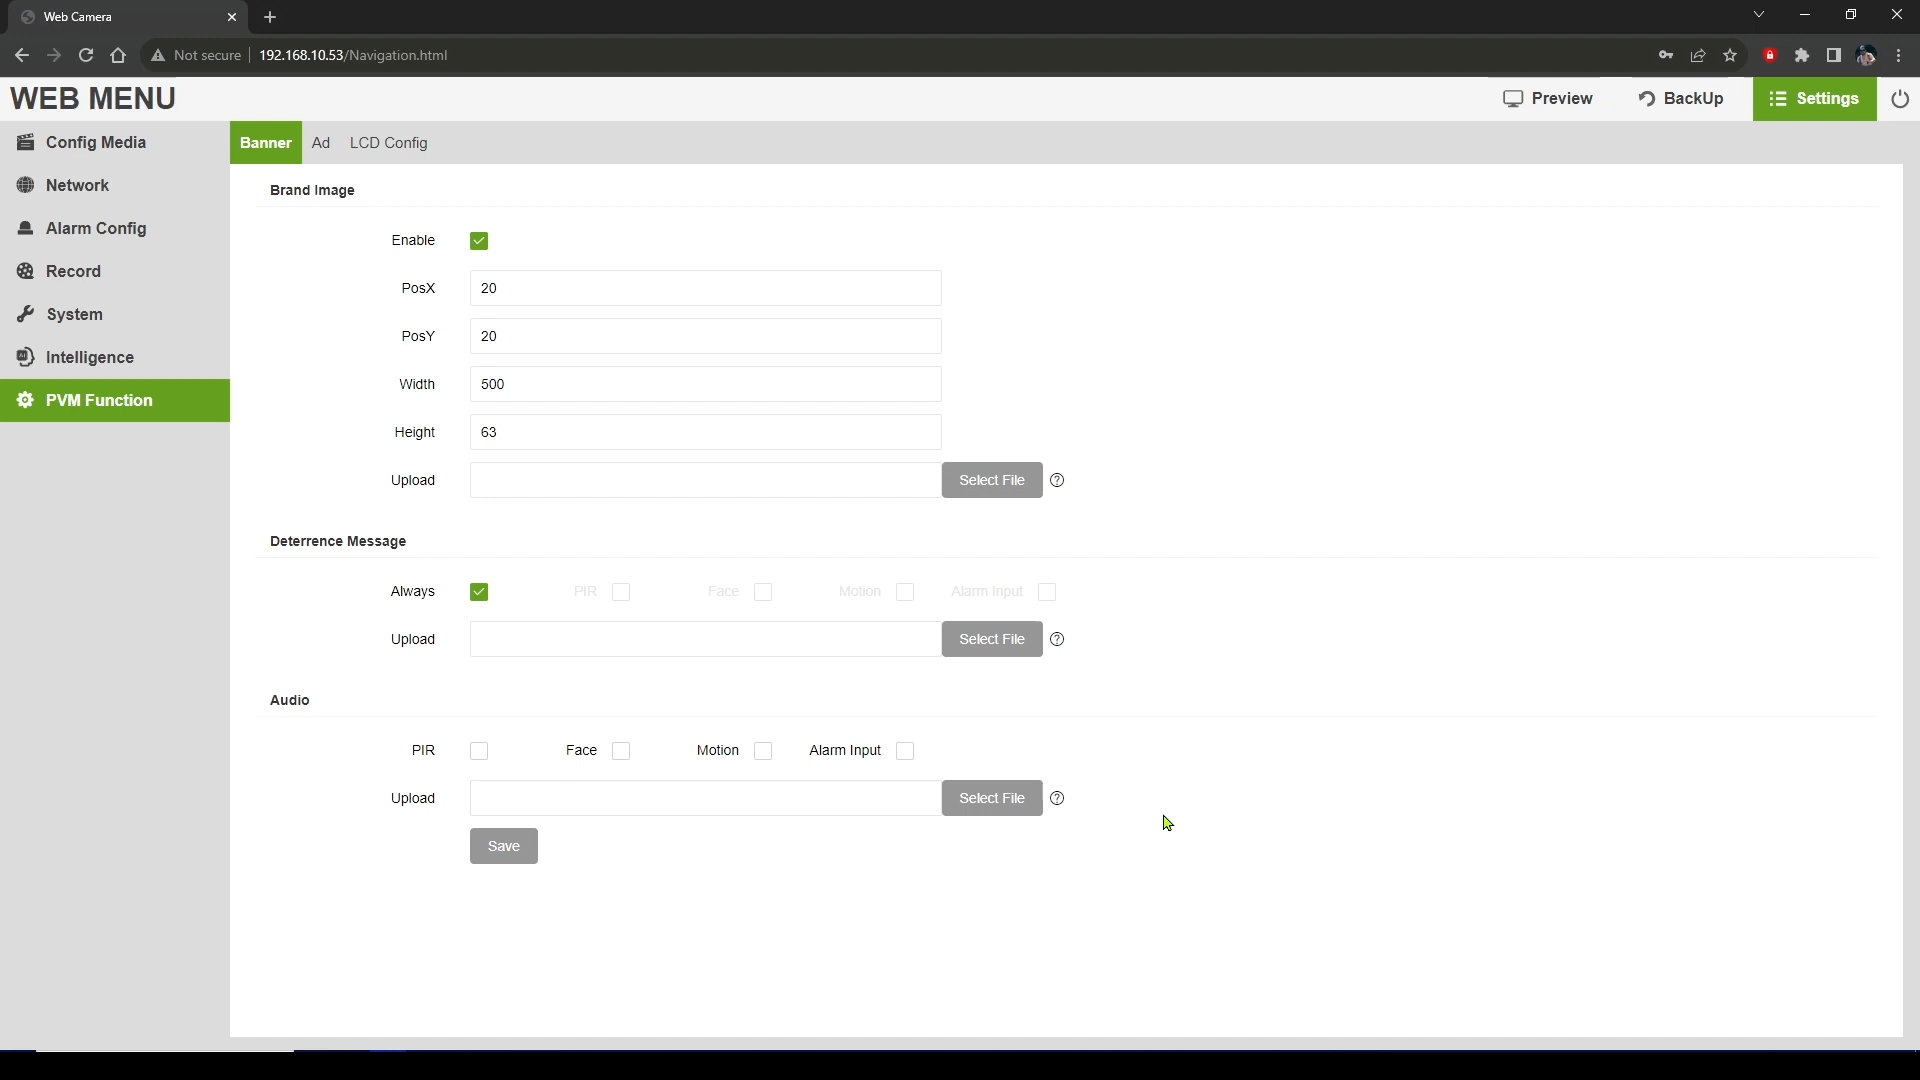 Web Camera
Not secure 192.168.10.53/Navigation.html
WEB MENU
Preview BackUp Settings
Config Media
Network
Alarm Config
Record
System
Intelligence
PVM Function
Banner Ad LCD Config
Brand Image
Enable
PosX 20
PosY 20
Width 500
Height 63
Upload Select File
Deterrence Message
Always PIR Face Motion Alarm Input
Upload Select File
Audio
PIR Face Motion Alarm Input
Upload Select File
Save